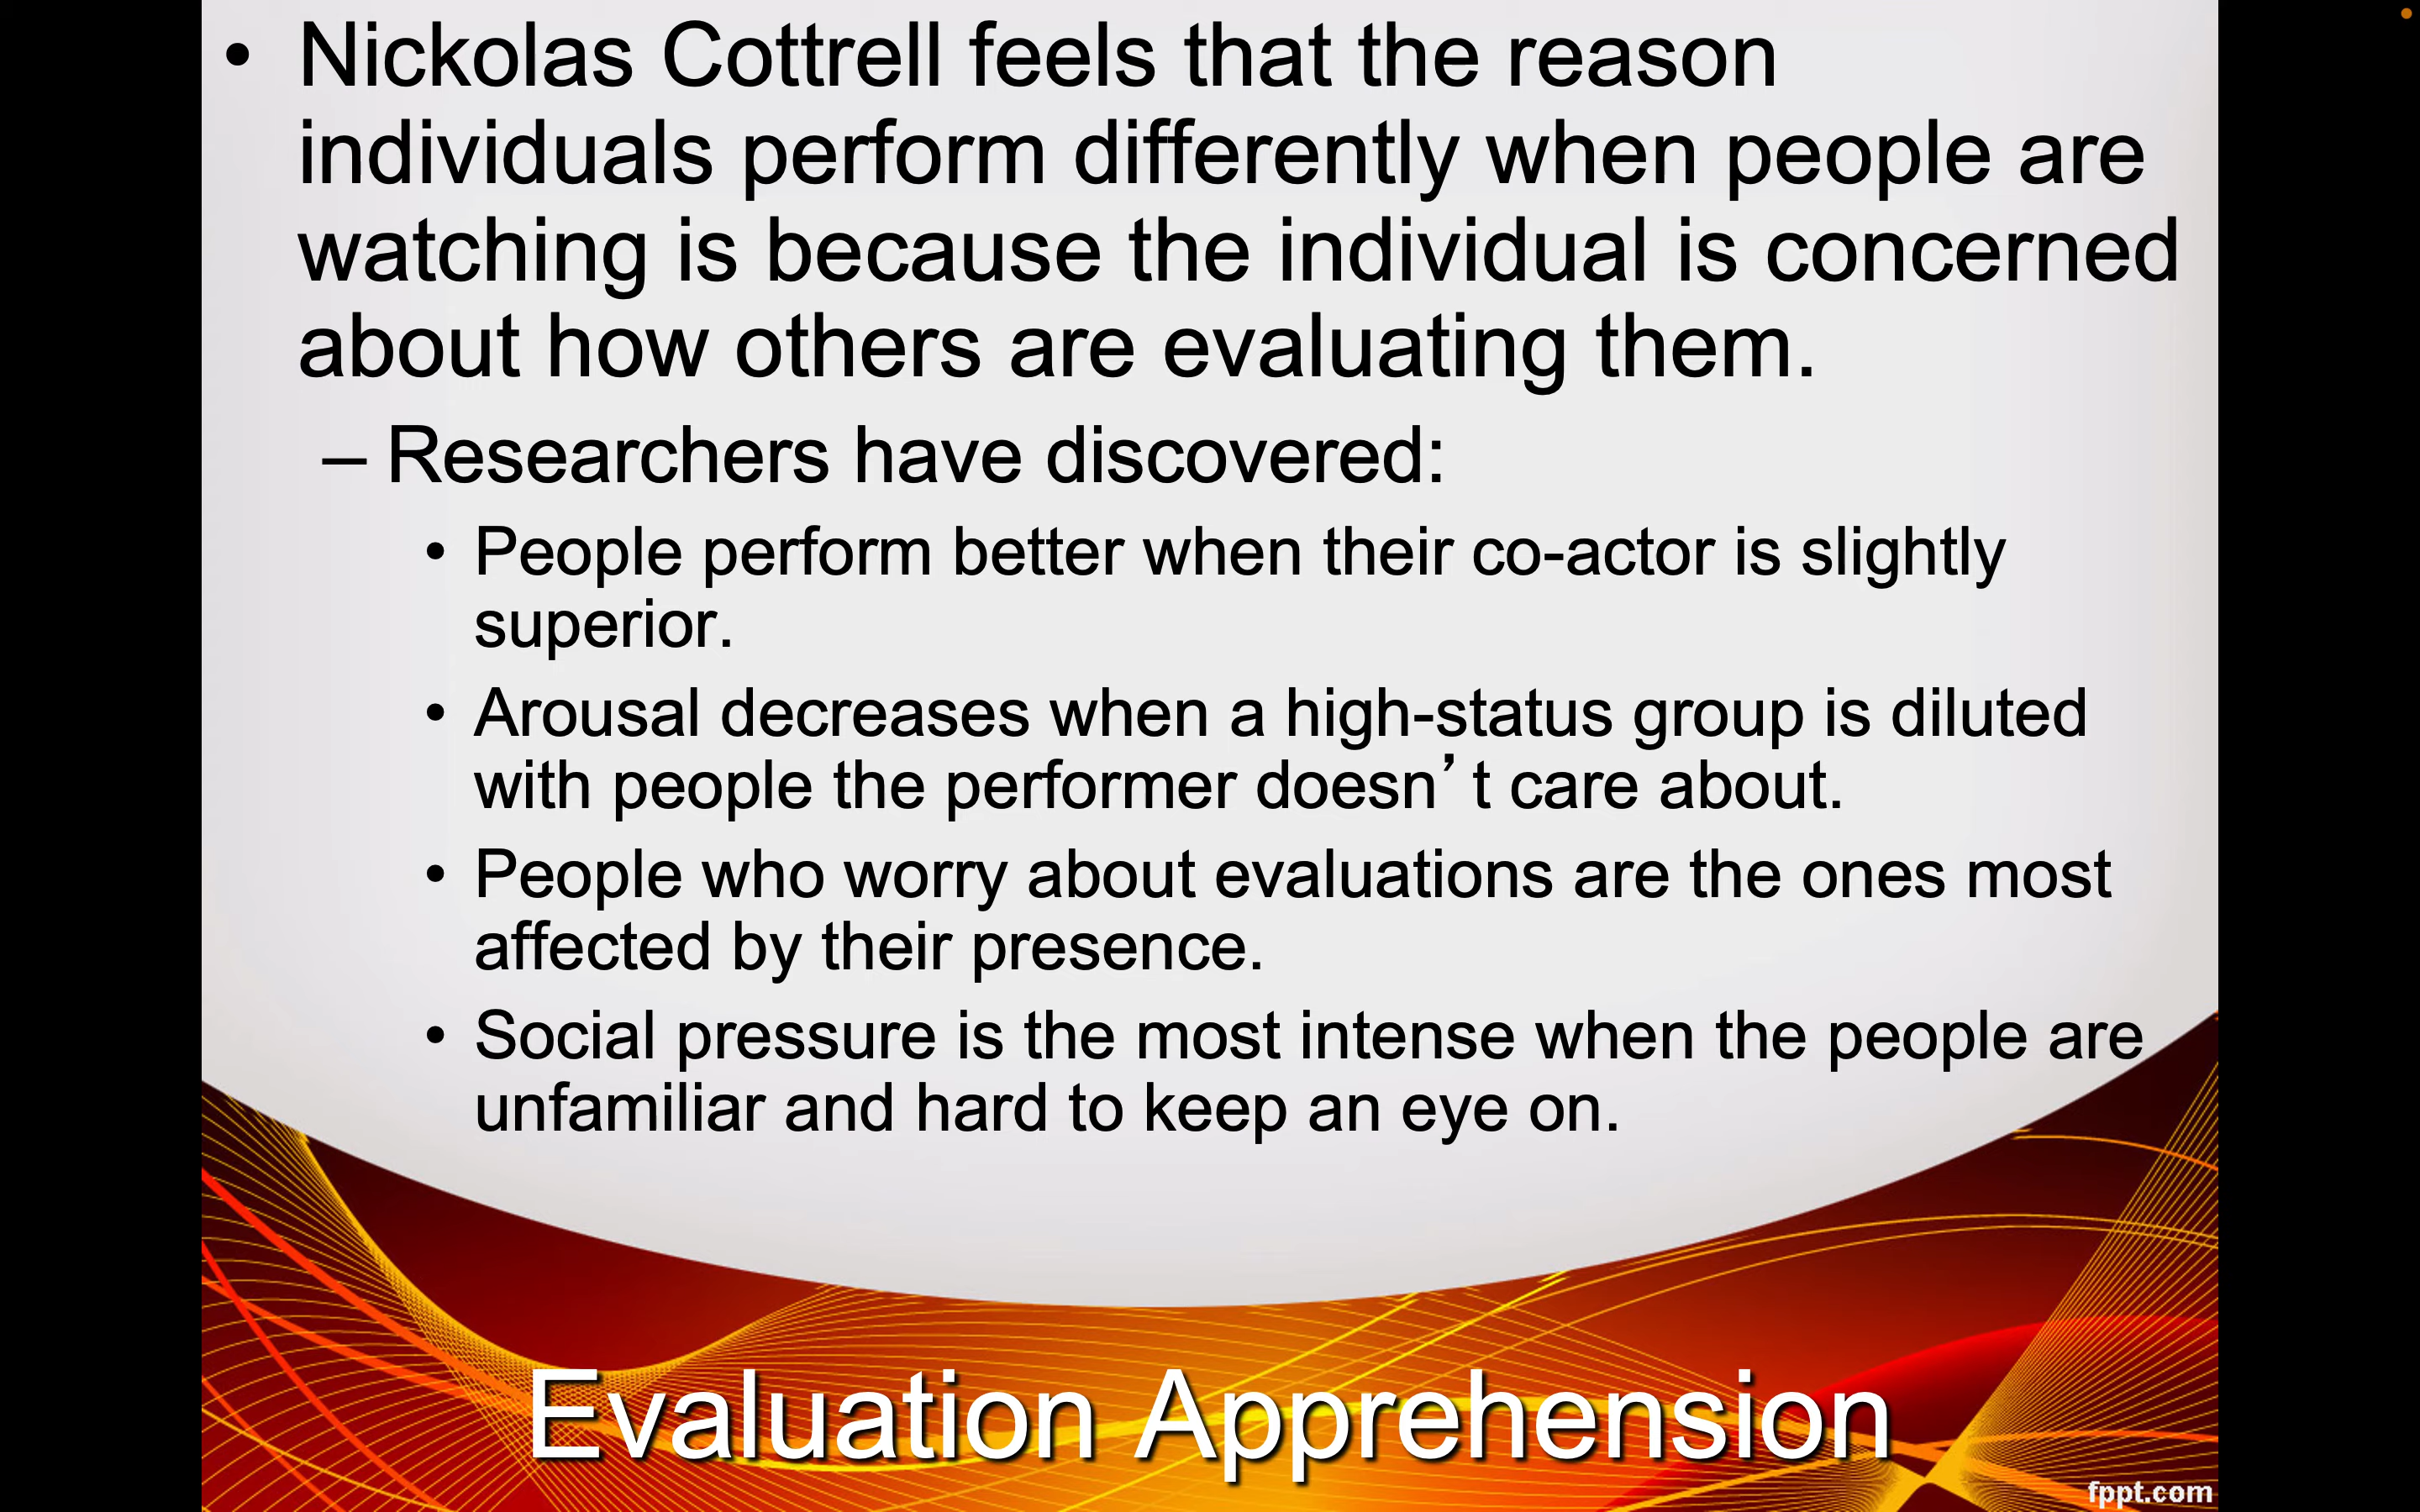 • Nickolas Cottrell feels that the reason
individuals perform differently when people are
watching is because the individual is concerned
about how others are evaluating them.
– Researchers have discovered:
• People perform better when their co-actor is slightly
superior.
• Arousal decreases when a high-status group is diluted
with people the performer doesn’t care about.
• People who worry about evaluations are the ones most
affected by their presence.
• Social pressure is the most intense when the people are
unfamiliar and hard to keep an eye on.
Evaluation Apprehension
fppt.com